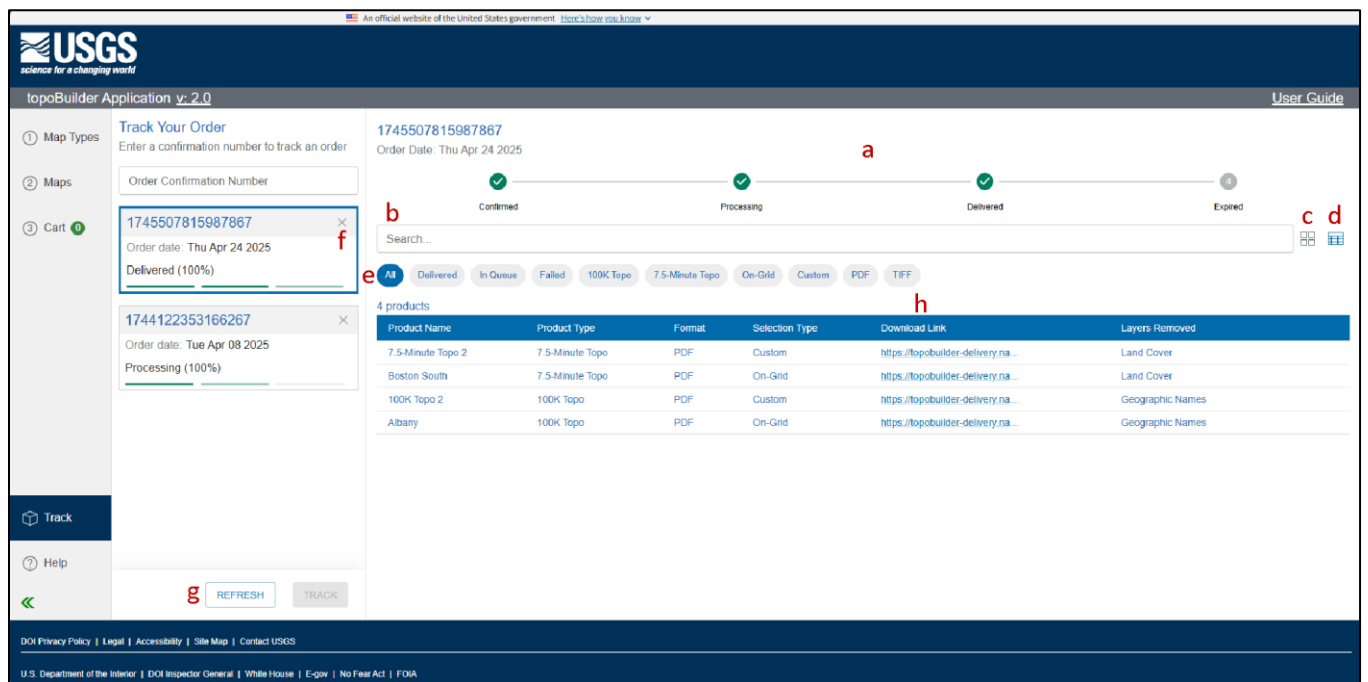 An official website of the United States government Here's how you know
USGS
science for a changing world
topoBuilder Application v: 2.0
User Guide
1 Map Types
2 Maps
3 Cart 0
Track Your Order
Enter a confirmation number to track an order
Order Confirmation Number
1745507815987867
f
Order date: Thu Apr 24 2025
Delivered (100%)
1744122353166267
Order date: Tue Apr 08 2025
Processing (100%)
g REFRESH TRACK
Track
Help
1745507815987867
Order Date: Thu Apr 24 2025
a
4
Confirmed Processing Delivered Expired
b
c d
Search...
e All Delivered In Queue Failed 100K Topo 7.5-Minute Topo On-Grid Custom PDF TIFF
h
4 products
Product Name Product Type Format Selection Type Download Link Layers Removed
7.5-Minute Topo 2 7.5-Minute Topo PDF Custom https://topobuilder-delivery.na... Land Cover
Boston South 7.5-Minute Topo PDF On-Grid https://topobuilder-delivery.na... Land Cover
100K Topo 2 100K Topo PDF Custom https://topobuilder-delivery.na... Geographic Names
Albany 100K Topo PDF On-Grid https://topobuilder-delivery.na... Geographic Names
DOI Privacy Policy | Legal | Accessibility | Site Map | Contact USGS
U.S. Department of the Interior | DOI Inspector General | White House | E-gov | No Fear Act | FOIA